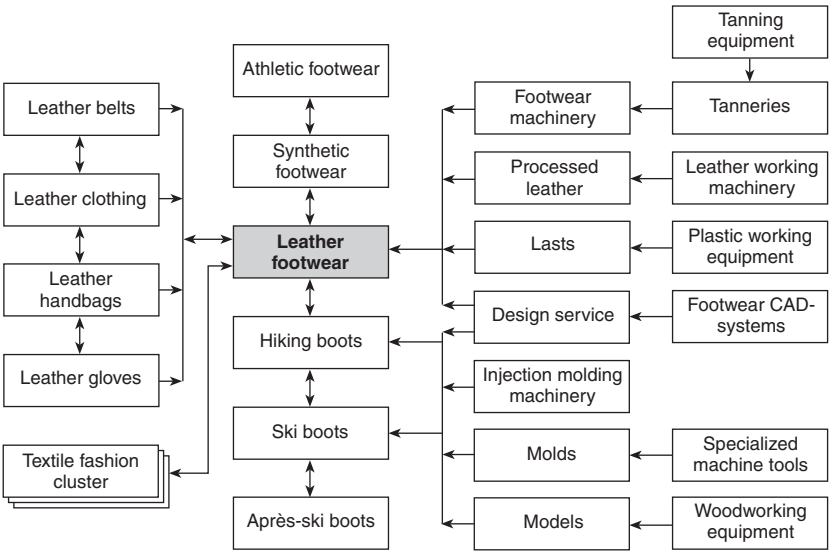 Tanning
equipment
Athletic footwear
Leather belts
Footwear
machinery
Tanneries
Synthetic
footwear
Processed
leather
Leather working
machinery
Leather clothing
Leather
footwear
Lasts
Plastic working
equipment
Leather
handbags
Hiking boots
Design service
Footwear CAD-
systems
Leather gloves
Injection molding
machinery
Ski boots
Molds
Specialized
machine tools
Textile fashion
cluster
Après-ski boots
Models
Woodworking
equipment